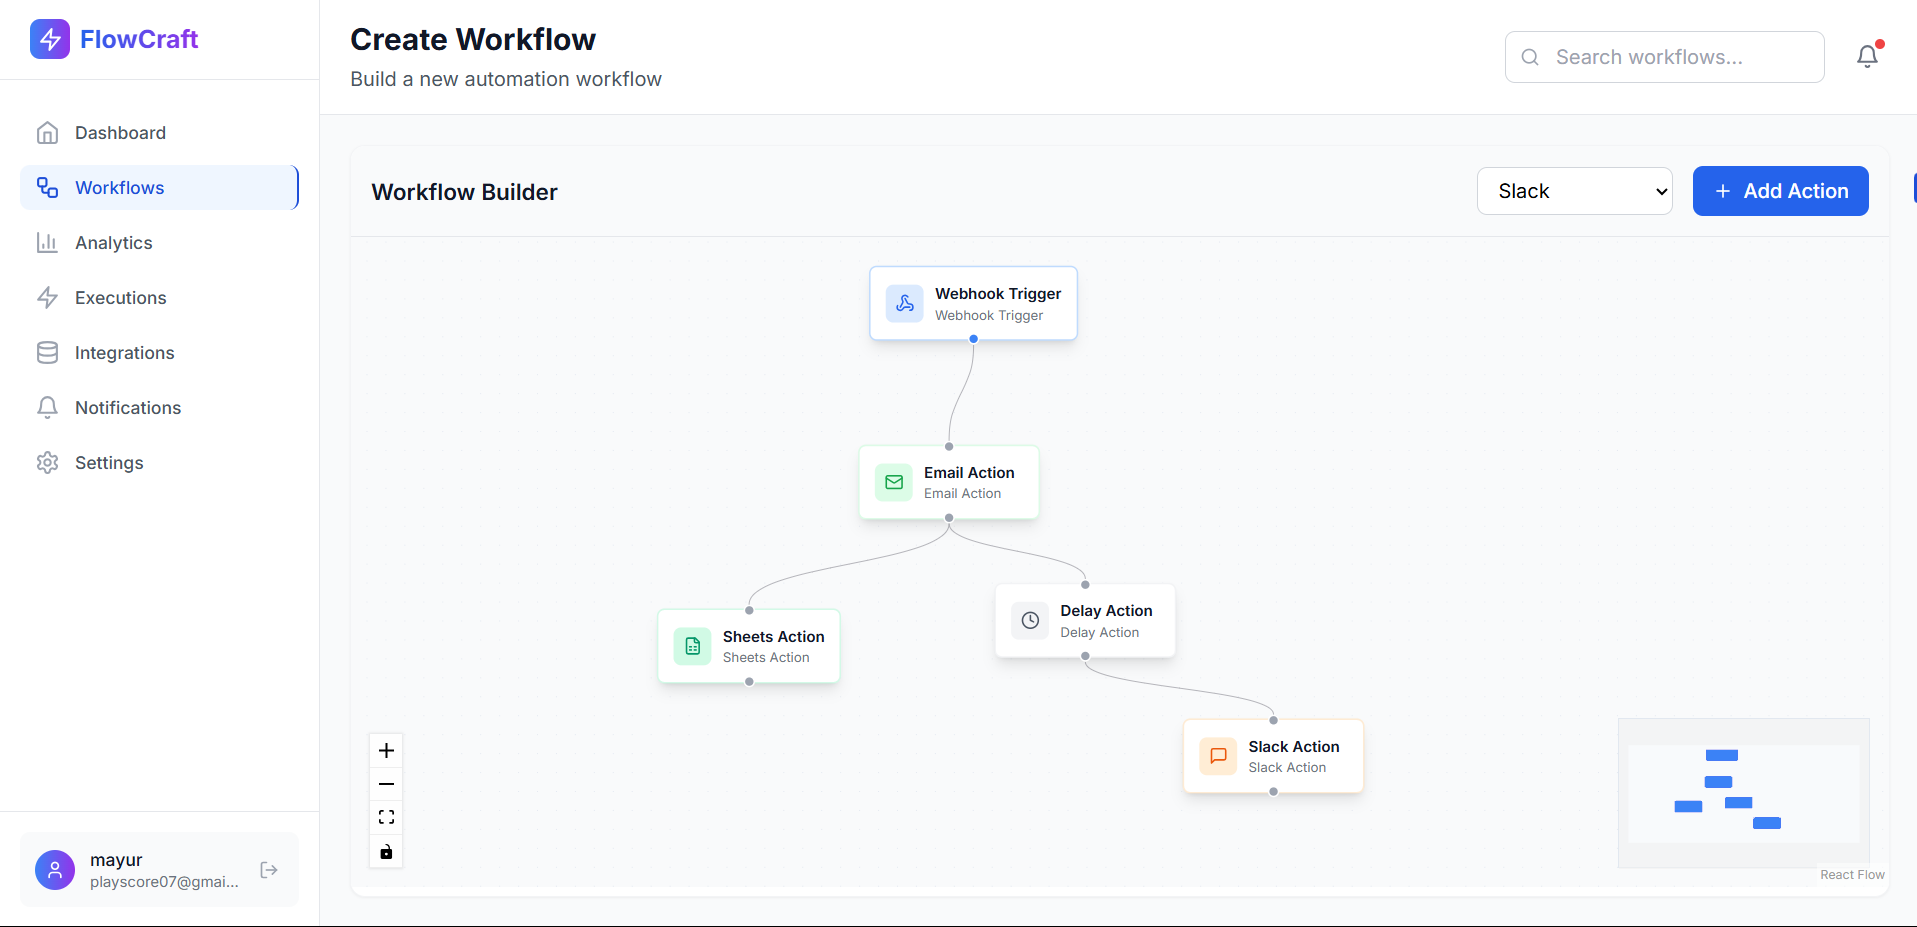 FlowCraft
Dashboard
Workflows
Analytics
Executions
Integrations
Notifications
Settings
mayur
playscore07@gmai...
Create Workflow
Build a new automation workflow
Search workflows...
Workflow Builder
Slack
Add Action
Webhook Trigger
Webhook Trigger
Email Action
Email Action
Sheets Action
Sheets Action
Delay Action
Delay Action
Slack Action
Slack Action
React Flow